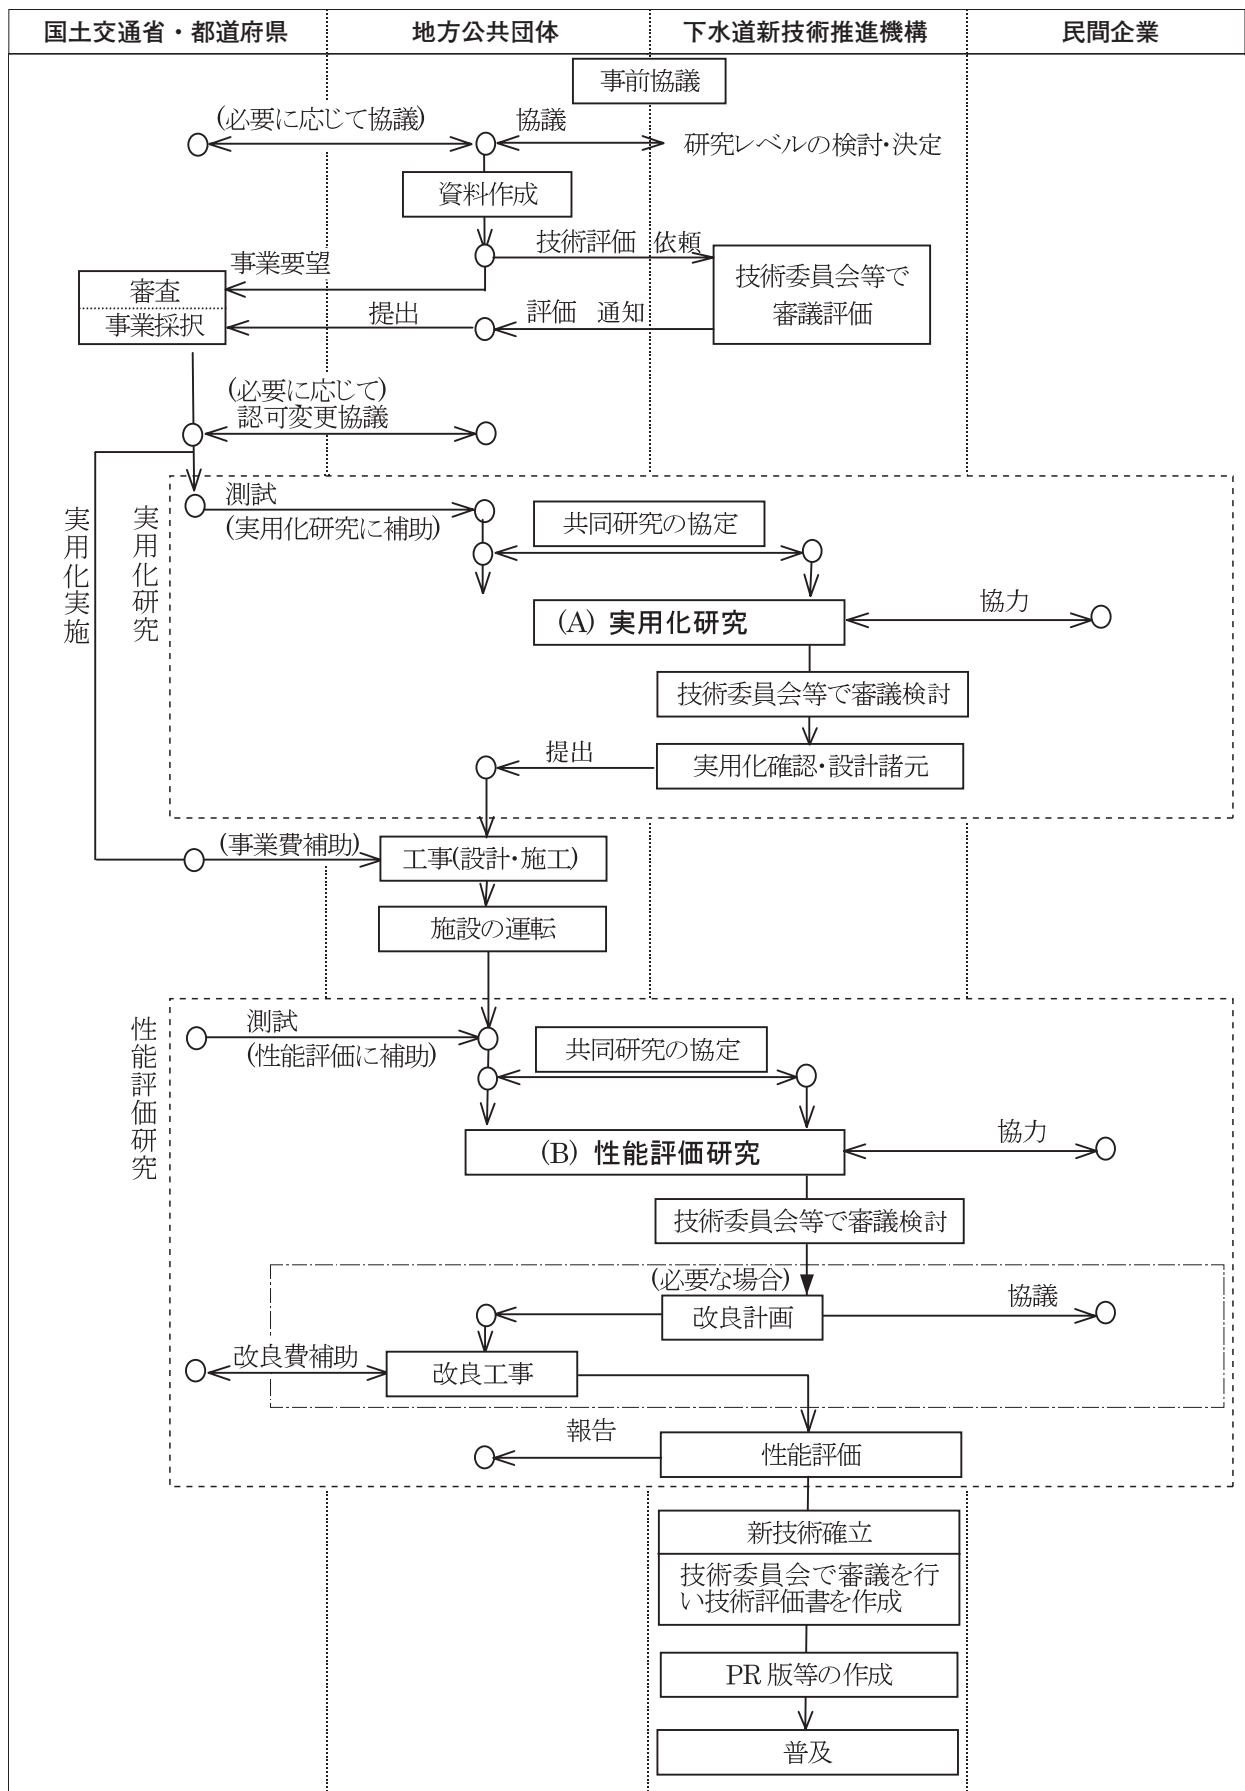 国土交通省・都道府県
地方公共団体
下水道新技術推進機構
民間企業
事前協議
(必要に応じて協議)
協議
研究レベルの検討・決定
資料作成
技術評価 依頼
事業要望
審査
事業採択
技術委員会等で
審議評価
提出
評価 通知
(必要に応じて)
認可変更協議
実用化実施
実用化研究
測試
(実用化研究に補助)
共同研究の協定
(A) 実用化研究
協力
技術委員会等で審議検討
実用化確認・設計諸元
提出
(事業費補助)
工事(設計・施工)
施設の運転
性能評価研究
測試
(性能評価に補助)
共同研究の協定
(B) 性能評価研究
協力
技術委員会等で審議検討
(必要な場合)
改良計画
協議
改良費補助
改良工事
報告
性能評価
新技術確立
技術委員会で審議を行
い技術評価書を作成
PR 版等の作成
普及